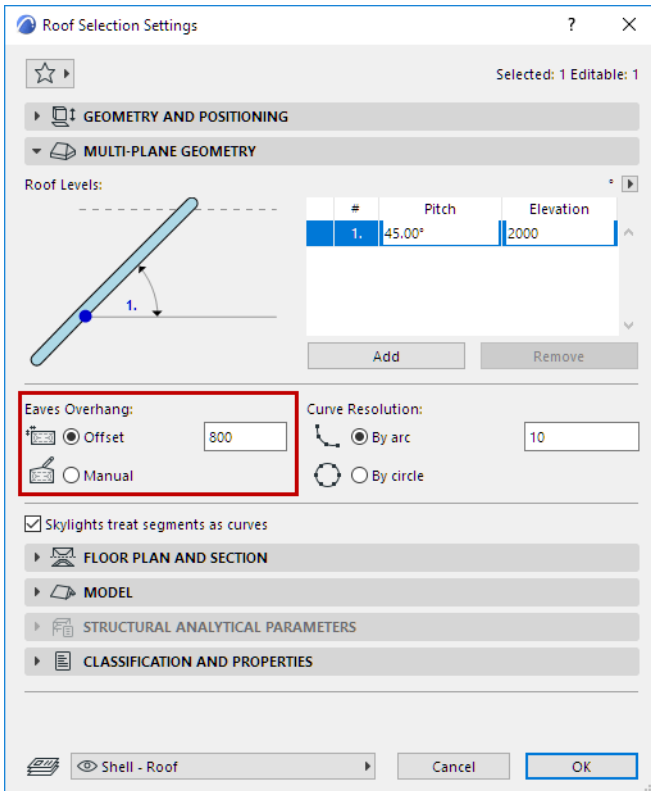 Roof Selection Settings ? ×
Selected: 1 Editable: 1
GEOMETRY AND POSITIONING
MULTI-PLANE GEOMETRY
Roof Levels: °
# Pitch Elevation
1. 45.00° 2000
1.
Add Remove
Eaves Overhang: Curve Resolution:
Offset 800 By arc 10
Manual By circle
Skylights treat segments as curves
FLOOR PLAN AND SECTION
MODEL
STRUCTURAL ANALYTICAL PARAMETERS
CLASSIFICATION AND PROPERTIES
Shell - Roof Cancel OK